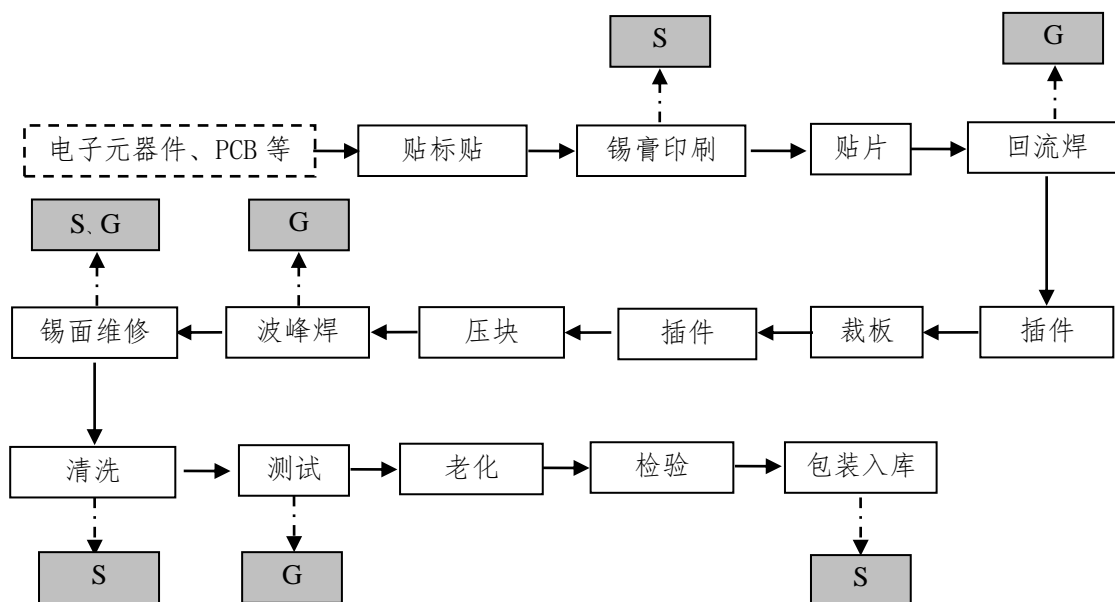 S
G
电子元器件、PCB 等
贴标贴
锡膏印刷
贴片
回流焊
S、G
G
锡面维修
波峰焊
压块
插件
裁板
插件
清洗
测试
老化
检验
包装入库
S
G
S